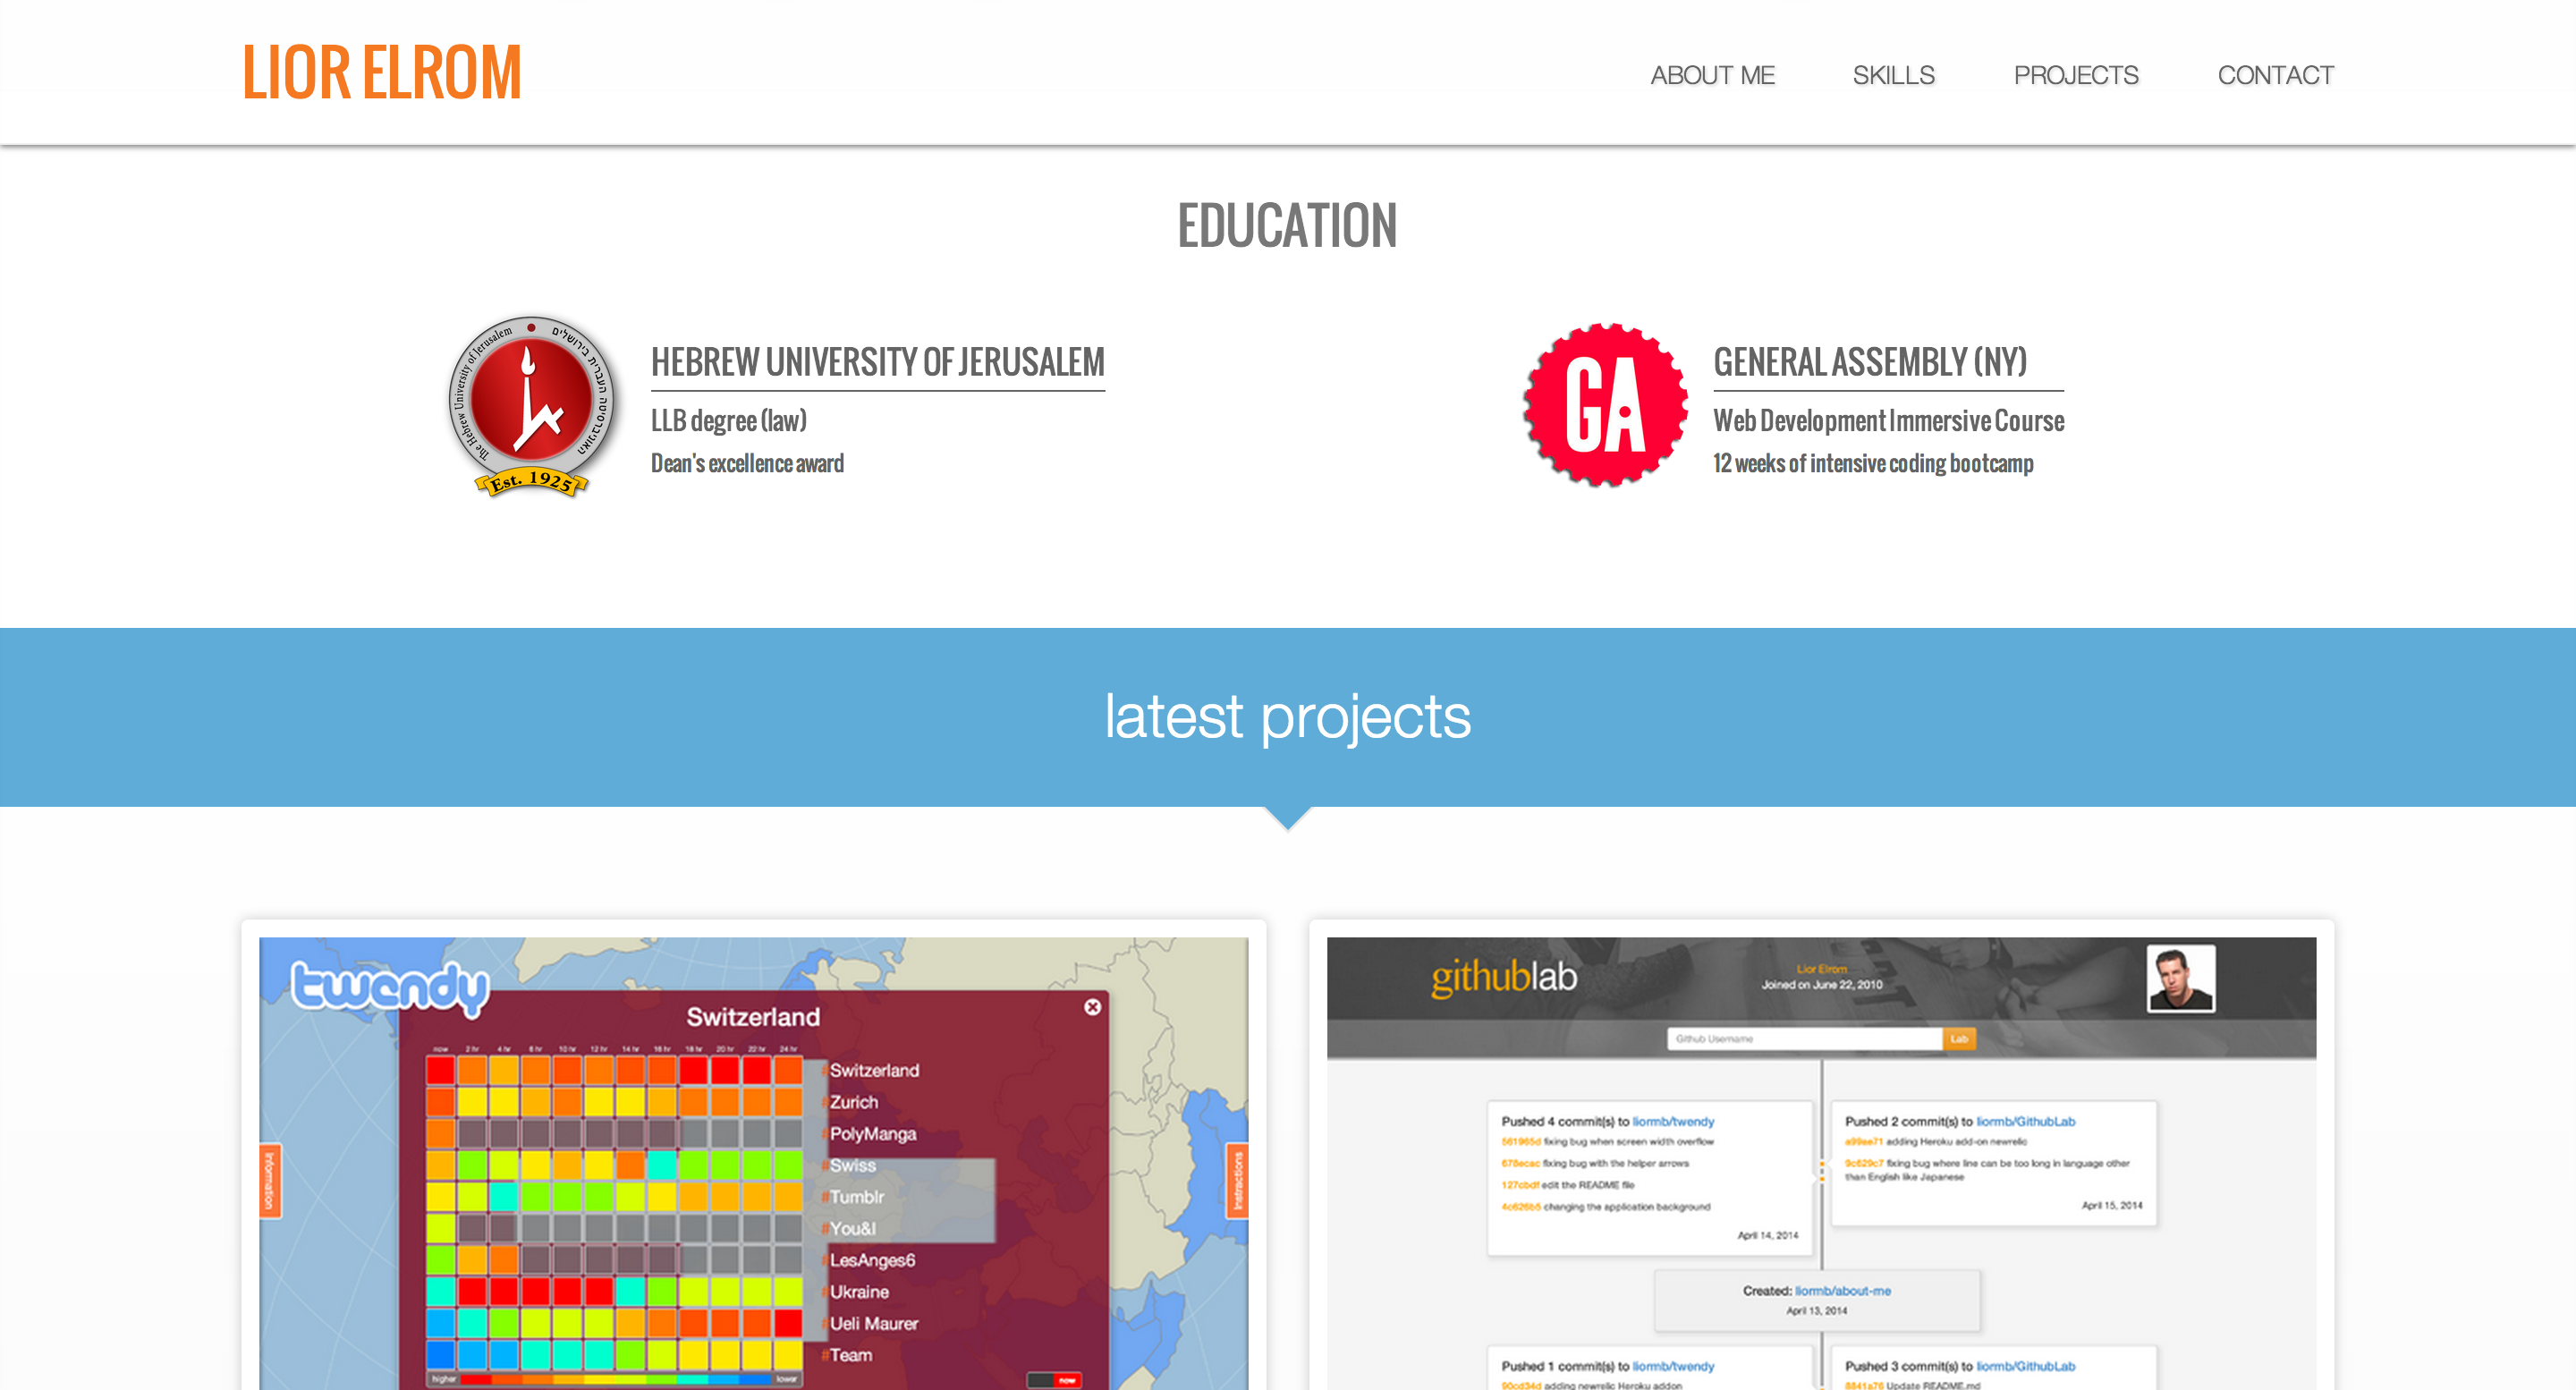 LIOR ELROM
ABOUT ME
SKILLS
PROJECTS
CONTACT
EDUCATION
The Hebrew University of Jerusalem
האוניברסיטה העברית בירושלים
Est. 1925
HEBREW UNIVERSITY OF JERUSALEM
LLB degree (law)
Dean's excellence award
GA
GENERAL ASSEMBLY (NY)
Web Development Immersive Course
12 weeks of intensive coding bootcamp
latest projects
twendy
Switzerland
now 2 hr 4 hr 6 hr 10 hr 12 hr 14 hr 16 hr 18 hr 20 hr 22 hr 24 hr
#Switzerland
#Zurich
#PolyManga
#Swiss
#Tumblr
#You&I
#LesAnges6
#Ukraine
#Ueli Maurer
#Team
higher
lower
now
Information
Instractions
githublab
Lior Elrom
Joined on June 22, 2010
Github Username
Lab
Pushed 4 commit(s) to liormb/twendy
561965d fixing bug when screen width overflow
678ecac fixing bug with the helper arrows
127cbdf edit the README file
4c626b5 changing the application background
April 14, 2014
Pushed 2 commit(s) to liormb/GithubLab
a99ae71 adding Heroku add-on newrelic
9c629c7 fixing bug where line can be too long in language other
than English like Japanese
April 15, 2014
Created: liormb/about-me
April 13, 2014
Pushed 1 commit(s) to liormb/twendy
90cd34d adding newrelic Heroku addon
Pushed 3 commit(s) to liormb/GithubLab
8841a76 Update README.md